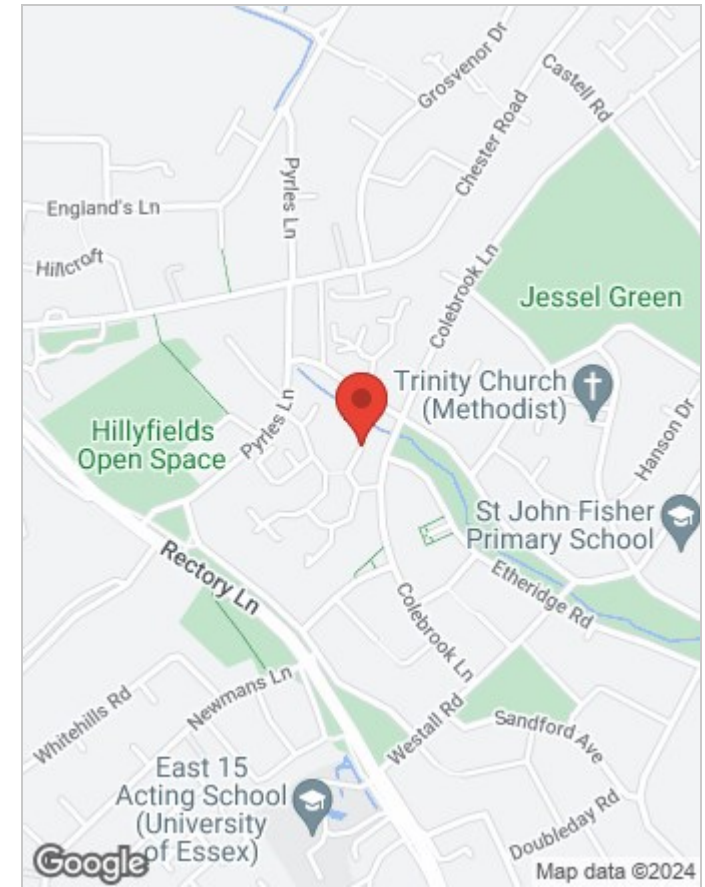 Grosvenor Dr
Castell Rd
Chester Road
Pyrles Ln
England's Ln
Hillcroft
Colebrook Ln
Jessel Green
Trinity Church
(Methodist)
Hanson Dr
Pyrles Ln
Hillyfields
Open Space
St John Fisher
Primary School
Rectory Ln
Etheridge Rd
Colebrook Ln
Newmans Ln
Whitehills Rd
Westall Rd
Sandford Ave
East 15
Acting School
(University
of Essex)
Doubleday Rd
Google
Map data ©2024